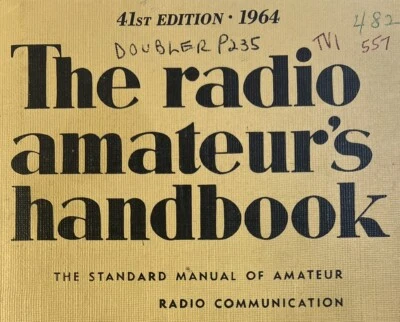 41ST EDITION · 1964
DOUBLER P235
TVI
482
557
The radio
amateur's
handbook
THE STANDARD MANUAL OF AMATEUR
RADIO COMMUNICATION